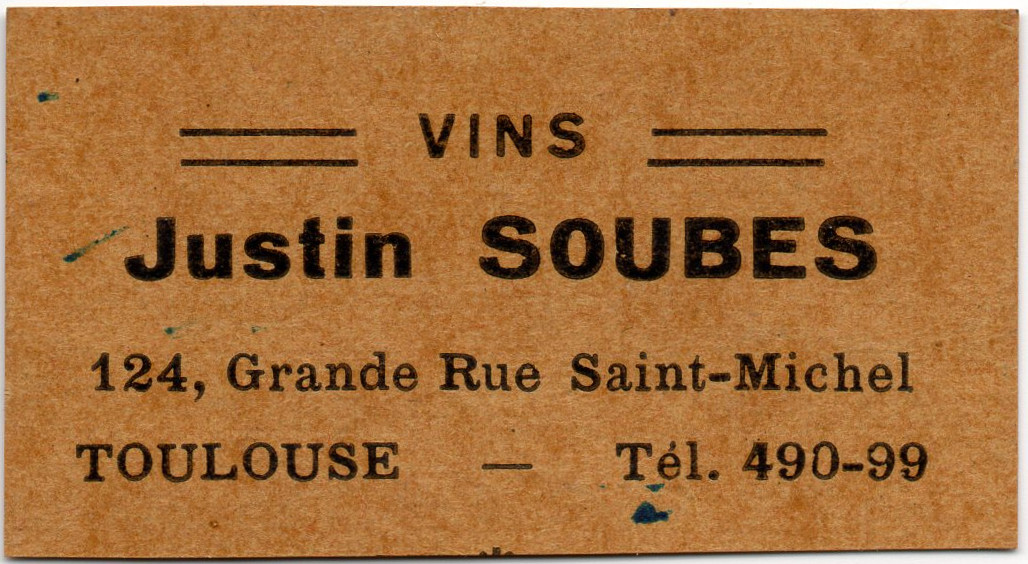 VINS
Justin SOUBES
124, Grande Rue Saint-Michel
TOULOUSE — Tél. 490-99